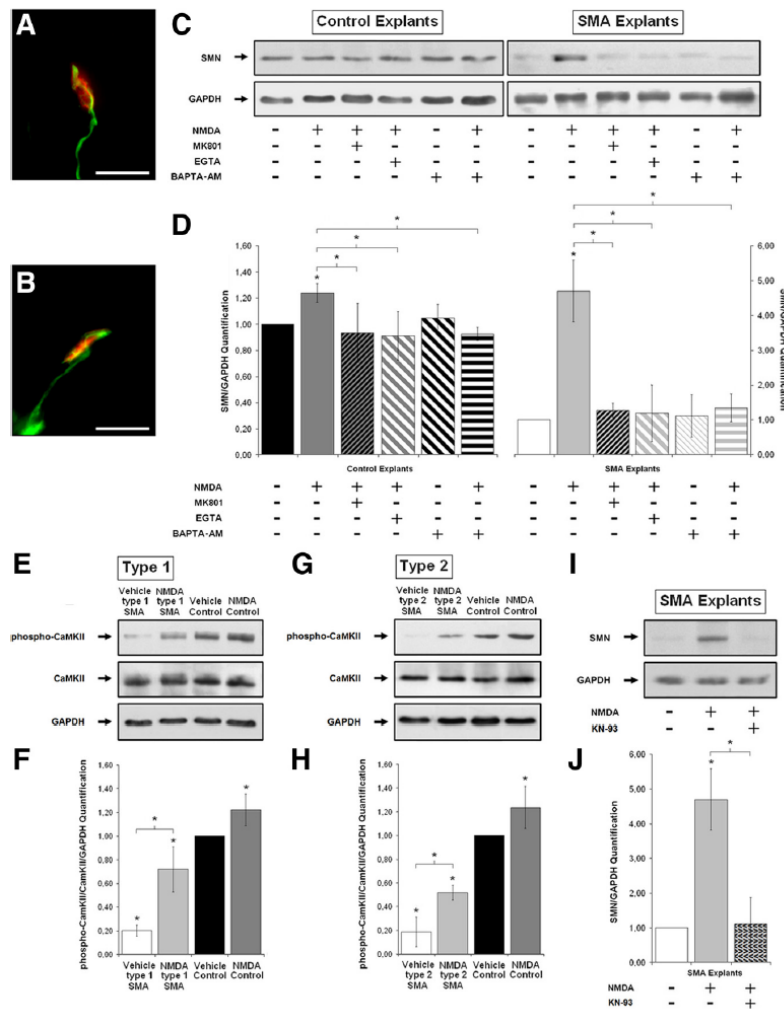 A
B
C
Control Explants
SMA Explants
SMN
GAPDH
NMDA - + + + - + - + + + - +
MK801 - - + - - - - - + - - -
EGTA - - - + - - - - - + - -
BAPTA-AM - - - - + + - - - - + +
D
SMN/GAPDH Quantification
1,60
1,40
1,20
1,00
0,80
0,60
0,40
0,20
0,00
* * * * * * * *
6,00
5,00
4,00
3,00
2,00
1,00
0,00
SMN/GAPDH Quantification
Control Explants
SMA Explants
NMDA - + + + - + - + + + - +
MK801 - - + - - - - - + - - -
EGTA - - - + - - - - - + - -
BAPTA-AM - - - - + + - - - - + +
E
Type 1
Vehicle type 1 SMA
NMDA type 1 SMA
Vehicle Control
NMDA Control
phospho-CaMKII
CaMKII
GAPDH
F
phospho-CamKII/CamKII/GAPDH Quantification
1,60
1,40
1,20
1,00
0,80
0,60
0,40
0,20
0,00
* * * *
Vehicle type 1 SMA
NMDA type 1 SMA
Vehicle Control
NMDA Control
G
Type 2
Vehicle type 2 SMA
NMDA type 2 SMA
Vehicle Control
NMDA Control
phospho-CaMKII
CaMKII
GAPDH
H
phospho-CamKII/CamKII/GAPDH Quantification
1,60
1,40
1,20
1,00
0,80
0,60
0,40
0,20
0,00
* * * *
Vehicle type 2 SMA
NMDA type 2 SMA
Vehicle Control
NMDA Control
I
SMA Explants
SMN
GAPDH
NMDA - + +
KN-93 - - +
J
SMN/GAPDH Quantification
6,00
5,00
4,00
3,00
2,00
1,00
0,00
* *
SMA Explants
NMDA - + +
KN-93 - - +